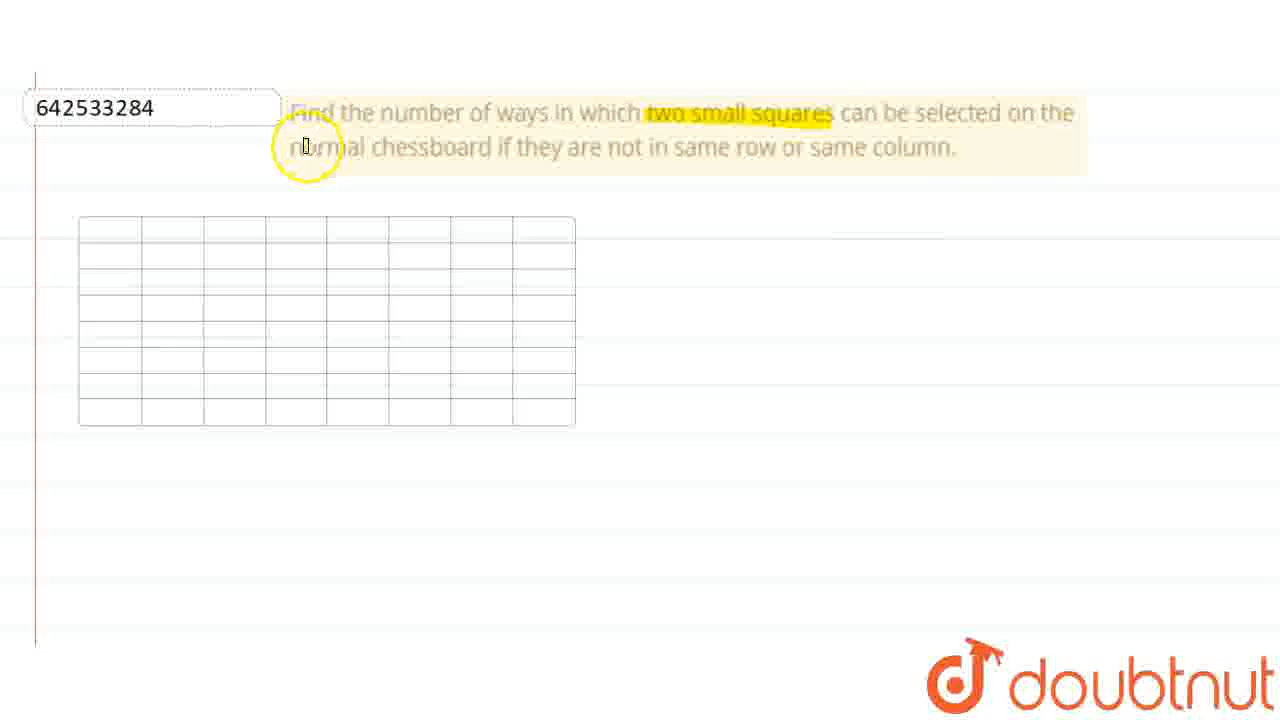 642533284
Find the number of ways in which two small squares can be selected on the
normal chessboard if they are not in same row or same column.
doubtnut